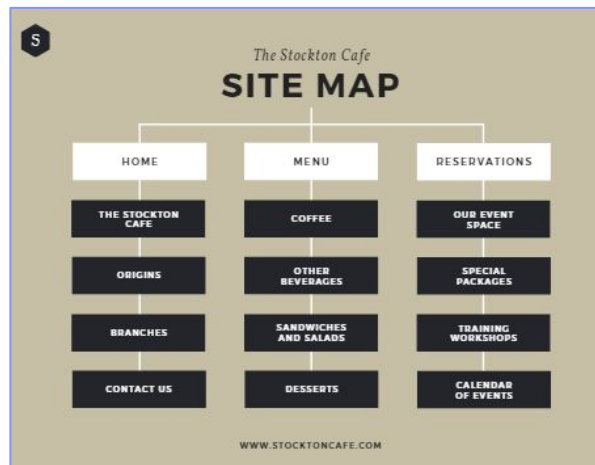 S
The Stockton Cafe
SITE MAP
HOME
THE STOCKTON
CAFE
ORIGINS
BRANCHES
CONTACT US
MENU
COFFEE
OTHER
BEVERAGES
SANDWICHES
AND SALADS
DESSERTS
RESERVATIONS
OUR EVENT
SPACE
SPECIAL
PACKAGES
TRAINING
WORKSHOPS
CALENDAR
OF EVENTS
WWW.STOCKTONCAFE.COM